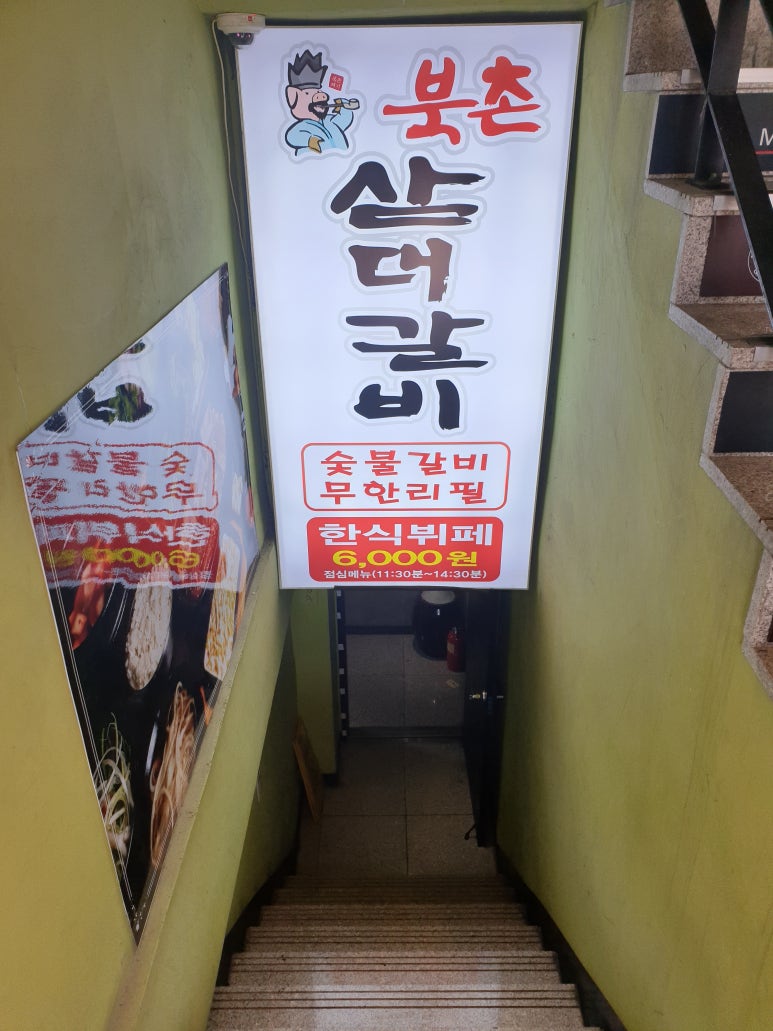 북촌
삼대갈비
숯불갈비
무한리필
한식뷔페
6,000원
점심메뉴(11:30분~14:30분)
M